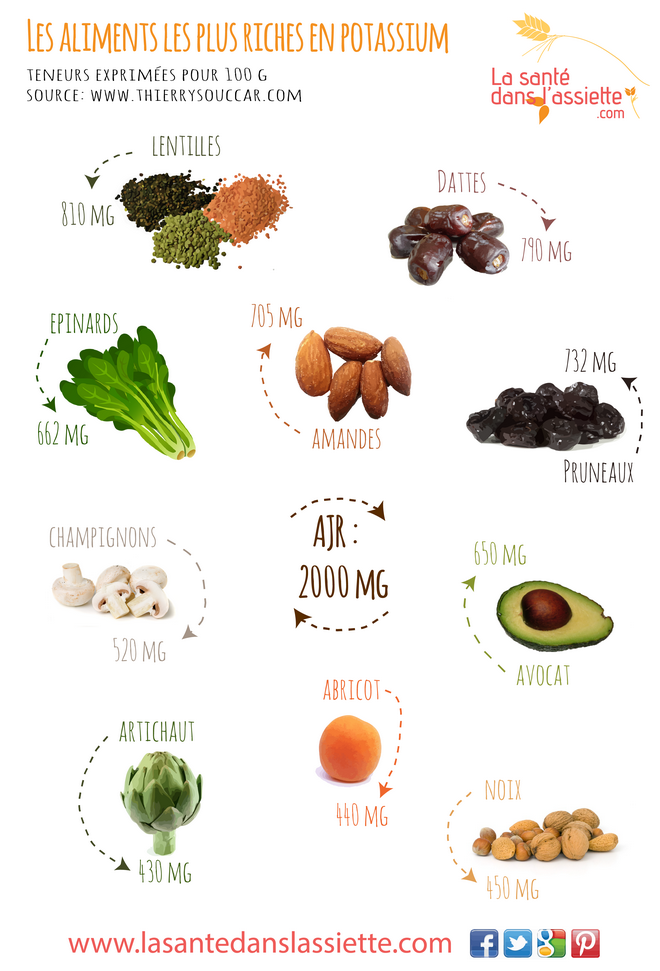 Les aliments les plus riches en potassium
teneurs exprimées pour 100 g
source: www.thierrysouccar.com
La santé
dans l'assiette
.com
Lentilles
810 mg
Dattes
790 mg
Epinards
662 mg
705 mg
Amandes
732 mg
Pruneaux
champignons
520 mg
AJR :
2000 mg
650 mg
Avocat
Abricot
440 mg
Artichaut
430 mg
noix
450 mg
www.lasantedanslassiette.com